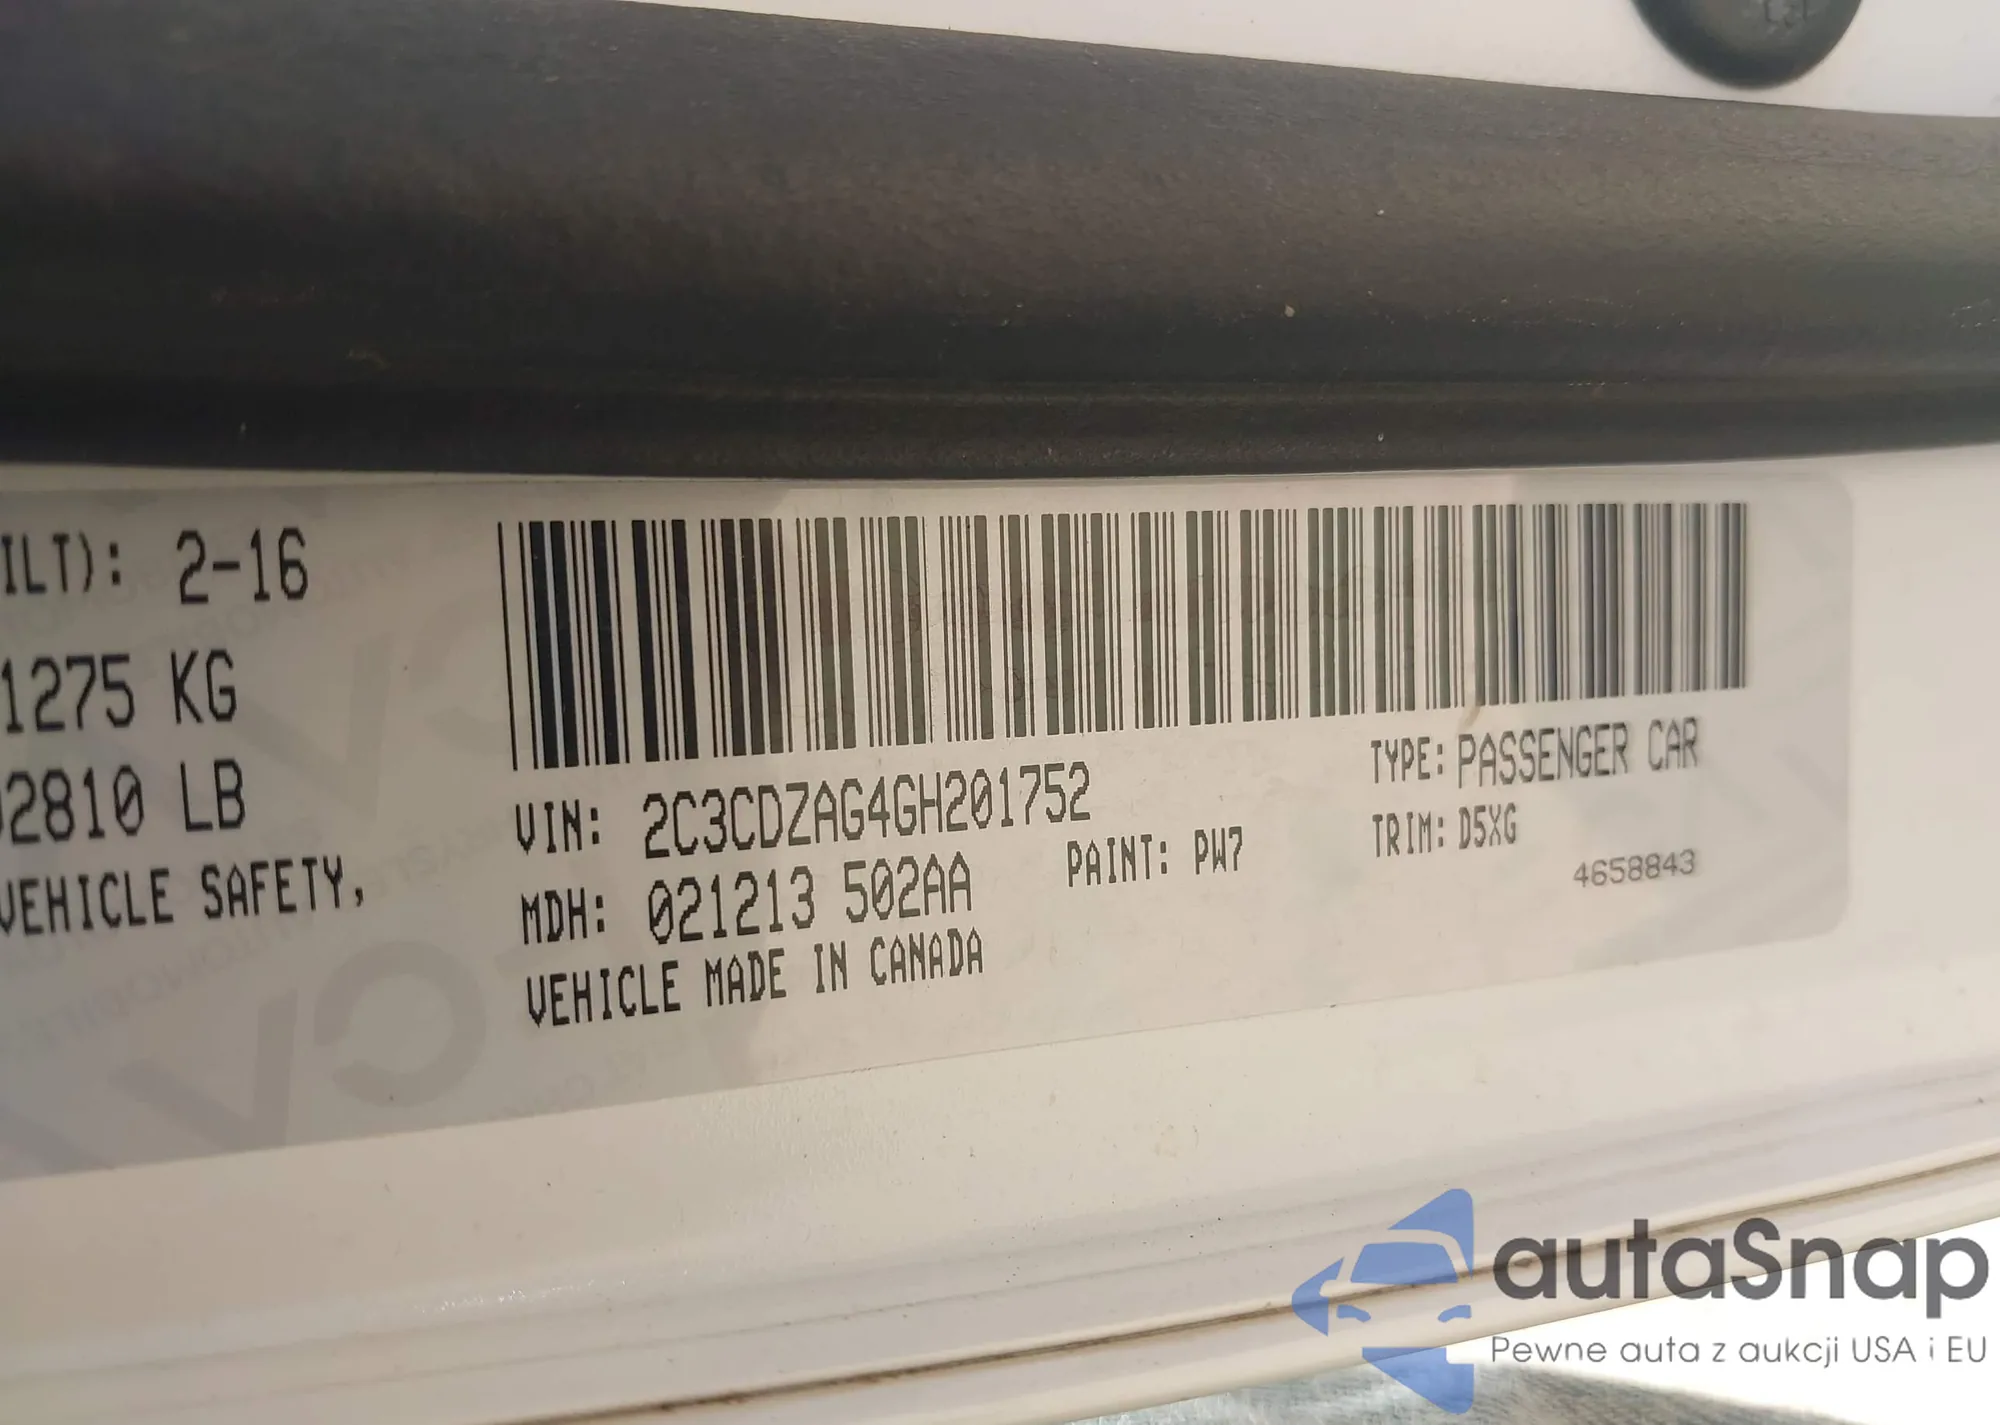 ILT): 2-16
1275 KG
02810 LB
VEHICLE SAFETY,
VIN: 2C3CDZAG4GH201752
MDH: 021213 502AA
PAINT: PW7
VEHICLE MADE IN CANADA
TYPE: PASSENGER CAR
TRIM: D5XG
4658843
autaSnap
Pewne auta z aukcji USA i EU